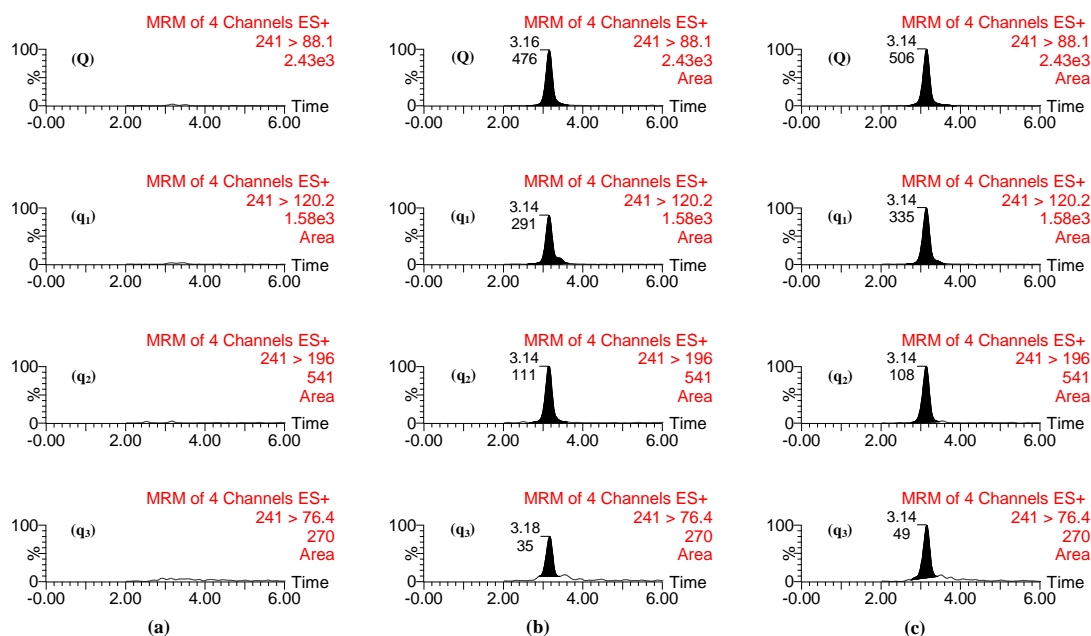 MRM of 4 Channels ES+
241 > 88.1
2.43e3
(Q)
100
%
0
Time
-0.00 2.00 4.00 6.00
MRM of 4 Channels ES+
241 > 120.2
1.58e3
Area
(q1)
100
%
0
Time
-0.00 2.00 4.00 6.00
MRM of 4 Channels ES+
241 > 196
541
Area
(q2)
100
%
0
Time
-0.00 2.00 4.00 6.00
MRM of 4 Channels ES+
241 > 76.4
270
Area
(q3)
100
%
0
Time
-0.00 2.00 4.00 6.00
(a)
MRM of 4 Channels ES+
241 > 88.1
2.43e3
Area
(Q)
3.16
476
100
%
0
Time
-0.00 2.00 4.00 6.00
MRM of 4 Channels ES+
241 > 120.2
1.58e3
Area
(q1)
3.14
291
100
%
0
Time
-0.00 2.00 4.00 6.00
MRM of 4 Channels ES+
241 > 196
541
Area
(q2)
3.14
111
100
%
0
Time
-0.00 2.00 4.00 6.00
MRM of 4 Channels ES+
241 > 76.4
270
Area
(q3)
3.18
35
100
%
0
Time
-0.00 2.00 4.00 6.00
(b)
MRM of 4 Channels ES+
241 > 88.1
2.43e3
Area
(Q)
3.14
506
100
%
0
Time
-0.00 2.00 4.00 6.00
MRM of 4 Channels ES+
241 > 120.2
1.58e3
Area
(q1)
3.14
335
100
%
0
Time
-0.00 2.00 4.00 6.00
MRM of 4 Channels ES+
241 > 196
541
Area
(q2)
3.14
108
100
%
0
Time
-0.00 2.00 4.00 6.00
MRM of 4 Channels ES+
241 > 76.4
270
Area
(q3)
3.14
49
100
%
0
Time
-0.00 2.00 4.00 6.00
(c)